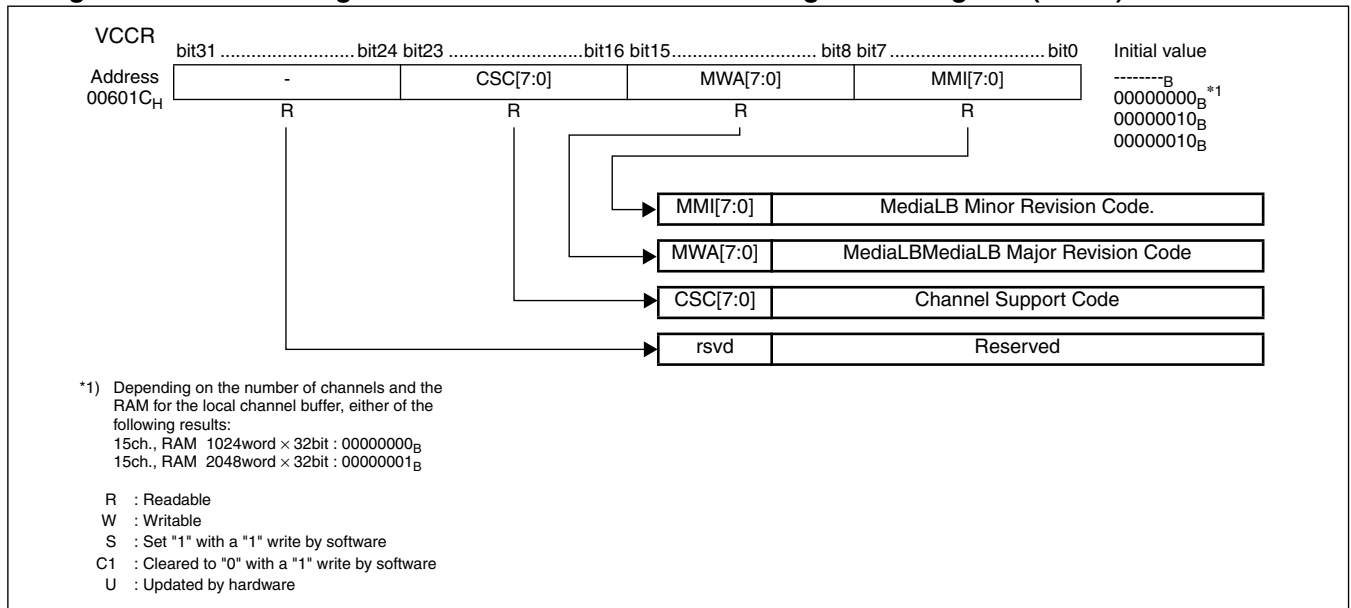 VCCR
bit31 ........................ bit24 bit23 ........................bit16 bit15.......................... bit8 bit7 ................................. bit0 Initial value
Address - CSC[7:0] MWA[7:0] MMI[7:0] --------B
00601CH 00000000B*1
R R R R 00000010B
00000010B
MMI[7:0] MediaLB Minor Revision Code.
MWA[7:0] MediaLBMediaLB Major Revision Code
CSC[7:0] Channel Support Code
rsvd Reserved
*1) Depending on the number of channels and the
RAM for the local channel buffer, either of the
following results:
15ch., RAM 1024word × 32bit : 00000000B
15ch., RAM 2048word × 32bit : 00000001B
R : Readable
W : Writable
S : Set "1" with a "1" write by software
C1 : Cleared to "0" with a "1" write by software
U : Updated by hardware